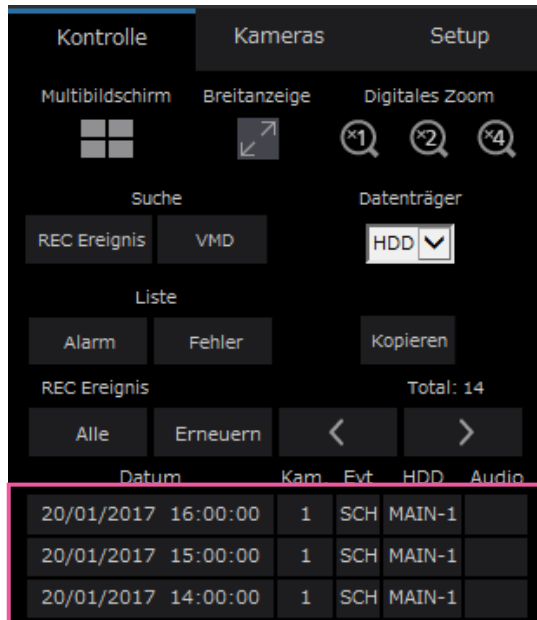 Kontrolle Kameras Setup
Multibildschirm Breitanzeige Digitales Zoom
×1 ×2 ×4
Suche Datenträger
REC Ereignis VMD HDD
Liste
Alarm Fehler Kopieren
REC Ereignis Total: 14
Alle Erneuern < >
Datum Kam. Evt HDD Audio
20/01/2017 16:00:00 1 SCH MAIN-1
20/01/2017 15:00:00 1 SCH MAIN-1
20/01/2017 14:00:00 1 SCH MAIN-1